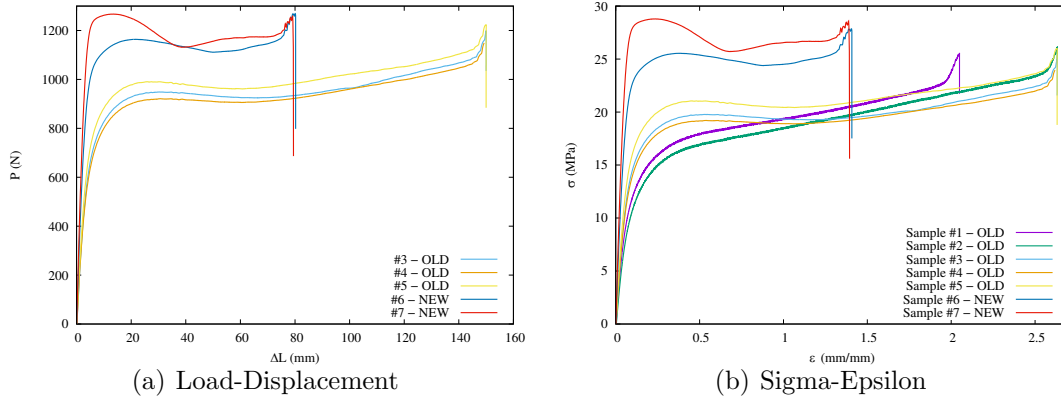 1200
1000
800
600
400
200
0
P (N)
0 20 40 60 80 100 120 140 160
ΔL (mm)
#3 − OLD
#4 − OLD
#5 − OLD
#6 − NEW
#7 − NEW
(a) Load-Displacement
30
25
20
15
10
5
0
σ (MPa)
0 0.5 1 1.5 2 2.5
ε (mm/mm)
Sample #1 − OLD
Sample #2 − OLD
Sample #3 − OLD
Sample #4 − OLD
Sample #5 − OLD
Sample #6 − NEW
Sample #7 − NEW
(b) Sigma-Epsilon